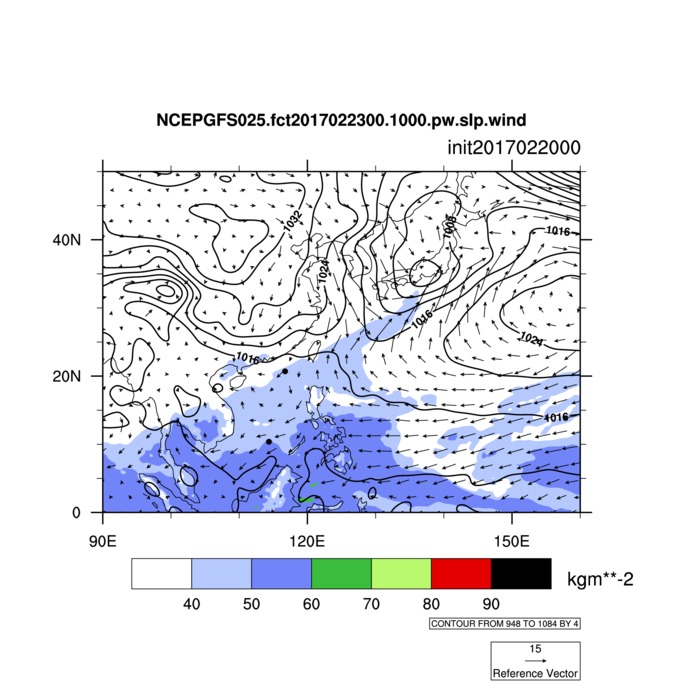 NCEPGFS025.fct2017022300.1000.pw.slp.wind
init2017022000
1032
1008
1016
40N
1024
1016
1024
1016
20N
1016
0
90E 120E 150E
kgm**-2
40 50 60 70 80 90
CONTOUR FROM 948 TO 1084 BY 4
15
Reference Vector